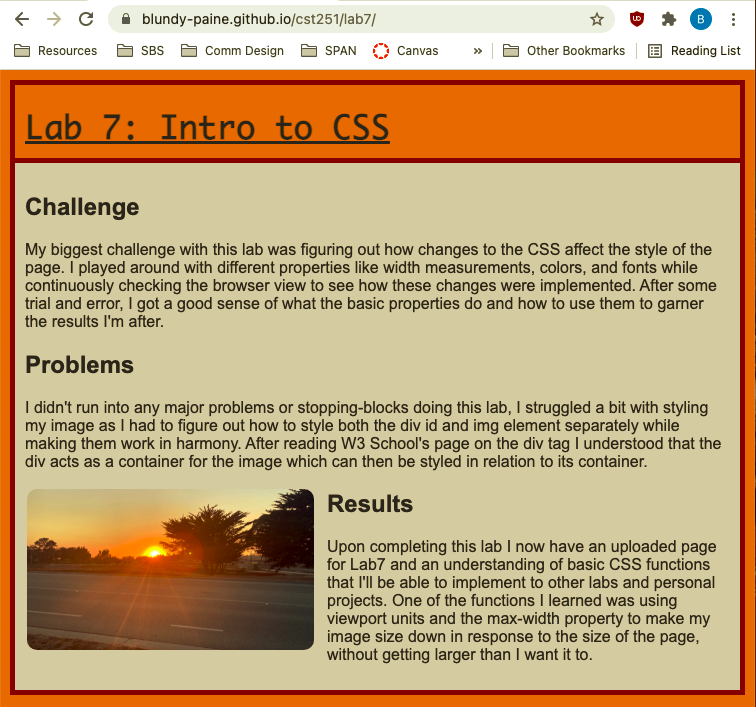 blundy-paine.github.io/cst251/lab7/
UO
B
Resources SBS Comm Design SPAN Canvas » Other Bookmarks Reading List
Lab 7: Intro to CSS
Challenge
My biggest challenge with this lab was figuring out how changes to the CSS affect the style of the
page. I played around with different properties like width measurements, colors, and fonts while
continuously checking the browser view to see how these changes were implemented. After some
trial and error, I got a good sense of what the basic properties do and how to use them to garner
the results I'm after.
Problems
I didn't run into any major problems or stopping-blocks doing this lab, I struggled a bit with styling
my image as I had to figure out how to style both the div id and img element separately while
making them work in harmony. After reading W3 School's page on the div tag I understood that the
div acts as a container for the image which can then be styled in relation to its container.
Results
Upon completing this lab I now have an uploaded page
for Lab7 and an understanding of basic CSS functions
that I'll be able to implement to other labs and personal
projects. One of the functions I learned was using
viewport units and the max-width property to make my
image size down in response to the size of the page,
without getting larger than I want it to.